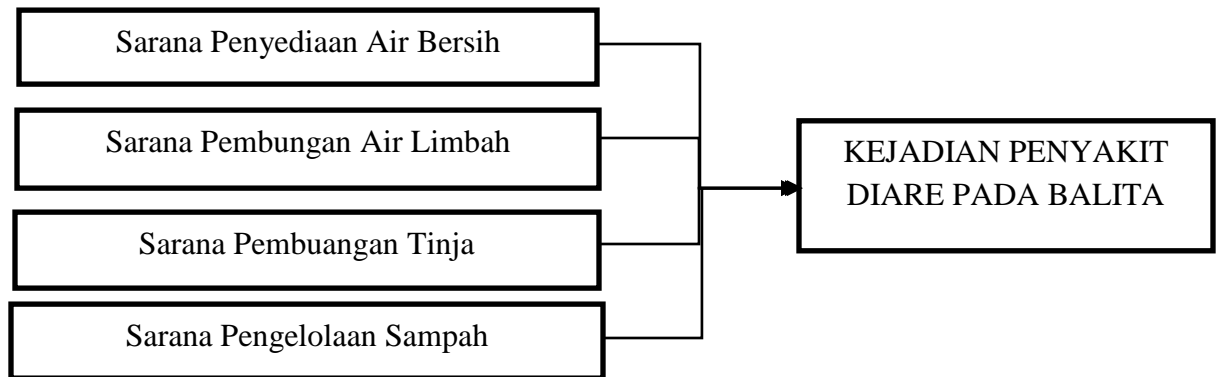 Sarana Penyediaan Air Bersih
Sarana Pembungan Air Limbah
Sarana Pembuangan Tinja
Sarana Pengelolaan Sampah
KEJADIAN PENYAKIT
DIARE PADA BALITA